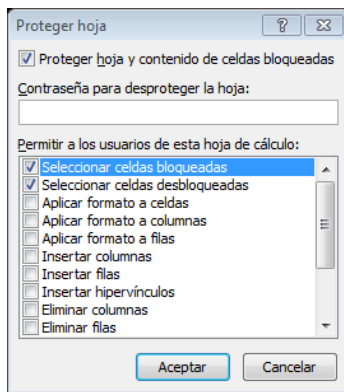 Proteger hoja
Proteger hoja y contenido de celdas bloqueadas
Contraseña para desproteger la hoja:
Permitir a los usuarios de esta hoja de cálculo:
Seleccionar celdas bloqueadas
Seleccionar celdas desbloqueadas
Aplicar formato a celdas
Aplicar formato a columnas
Aplicar formato a filas
Insertar columnas
Insertar filas
Insertar hipervínculos
Eliminar columnas
Eliminar filas
Aceptar Cancelar